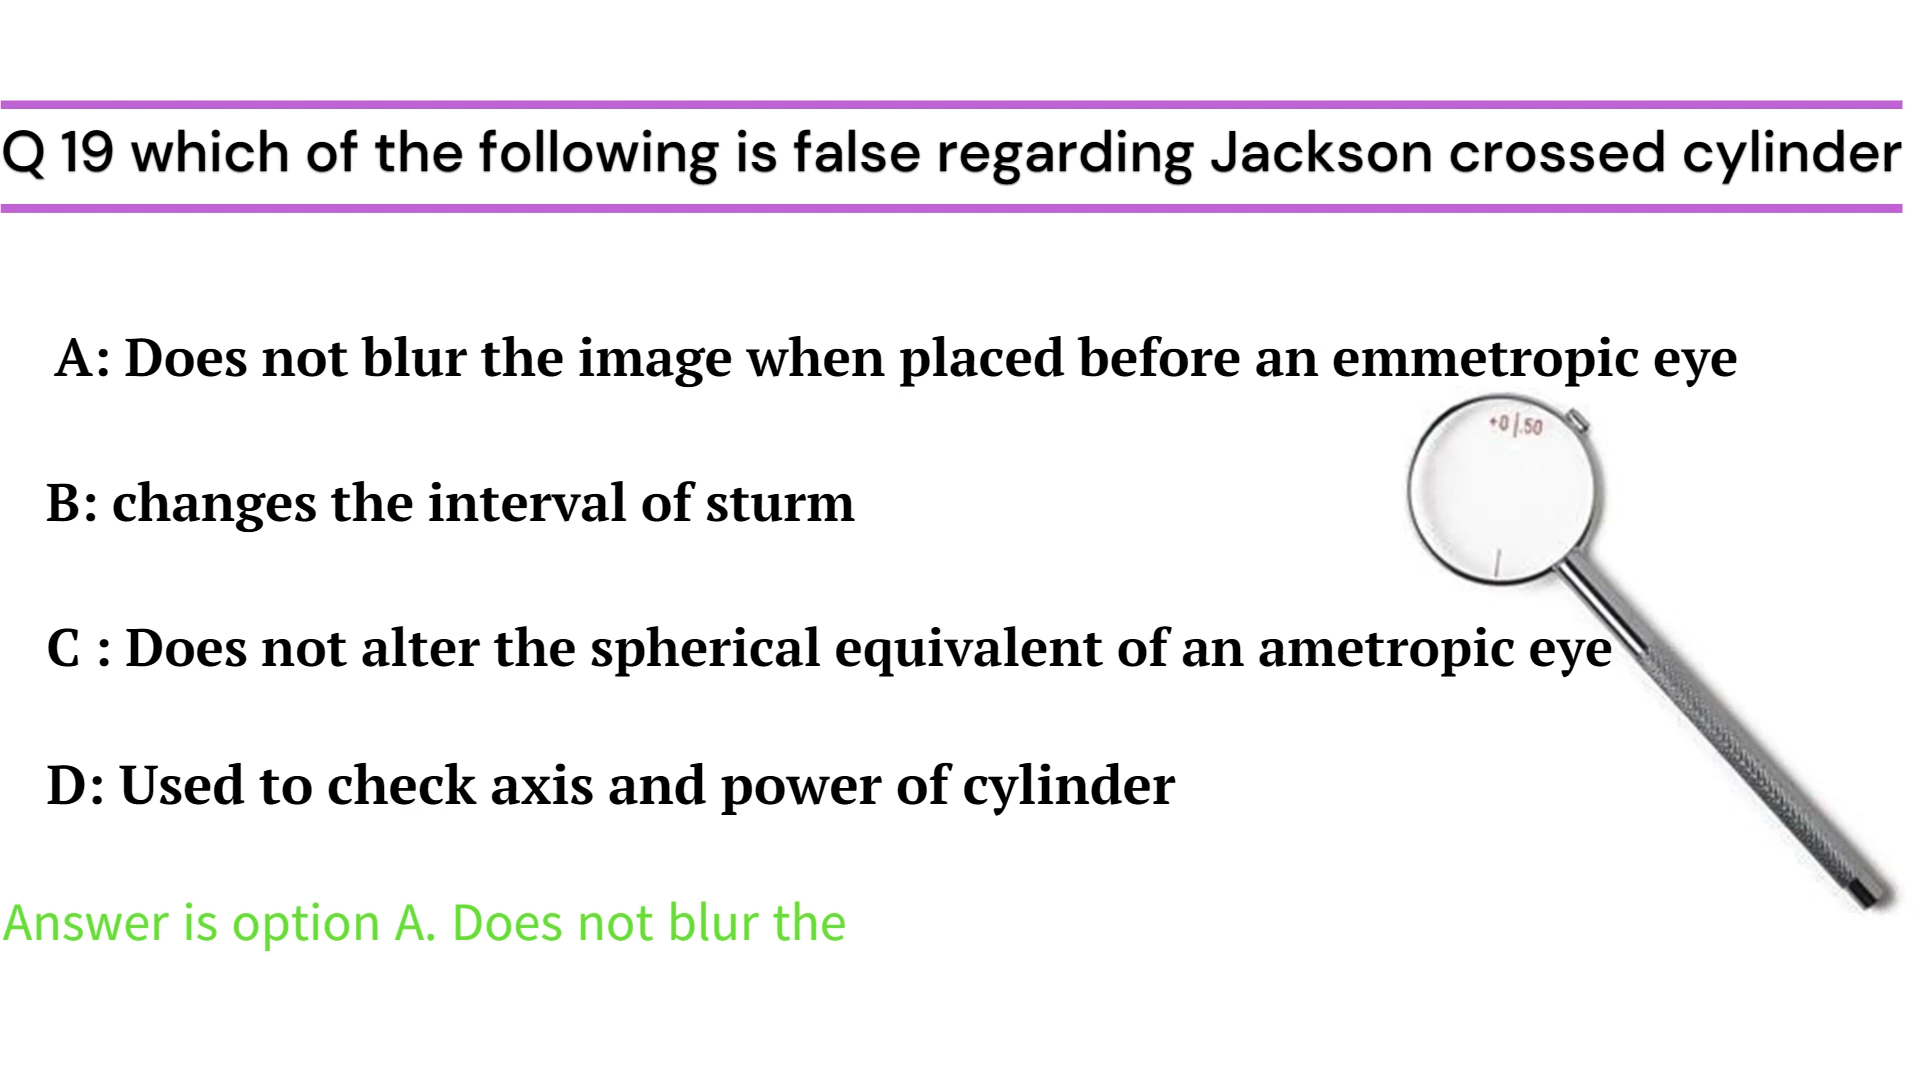 Q 19 which of the following is false regarding Jackson crossed cylinder
A: Does not blur the image when placed before an emmetropic eye
+0 .50
B: changes the interval of sturm
C : Does not alter the spherical equivalent of an ametropic eye
D: Used to check axis and power of cylinder
Answer is option A. Does not blur the